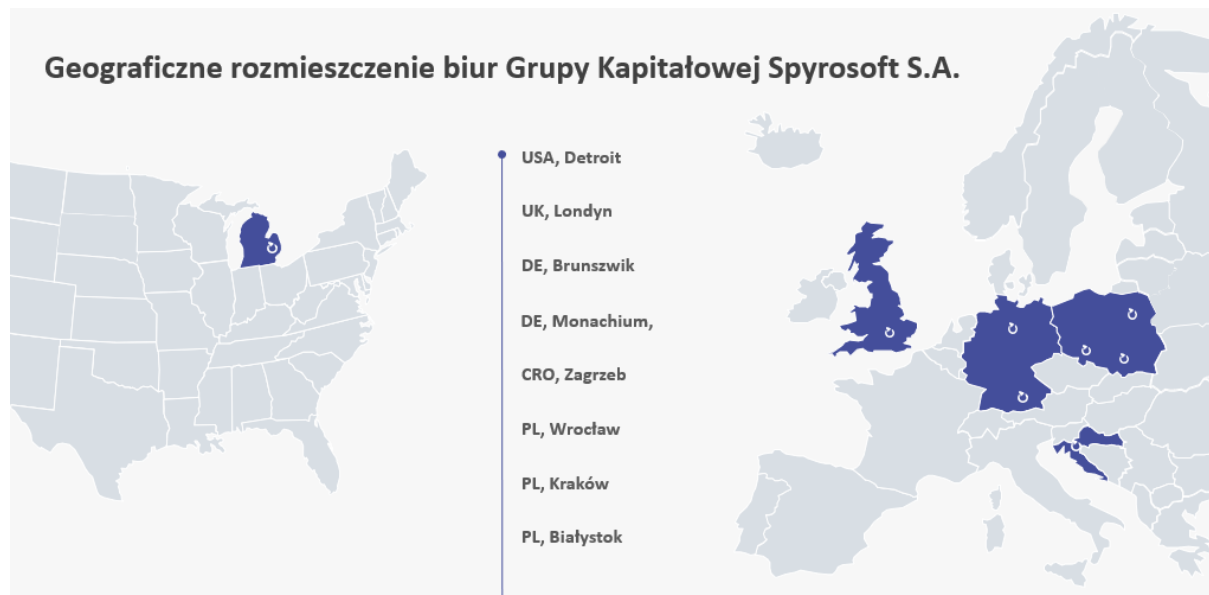 Geograficzne rozmieszczenie biur Grupy Kapitałowej Spyrosoft S.A.
USA, Detroit
UK, Londyn
DE, Brunszwik
DE, Monachium,
CRO, Zagrzeb
PL, Wrocław
PL, Kraków
PL, Białystok